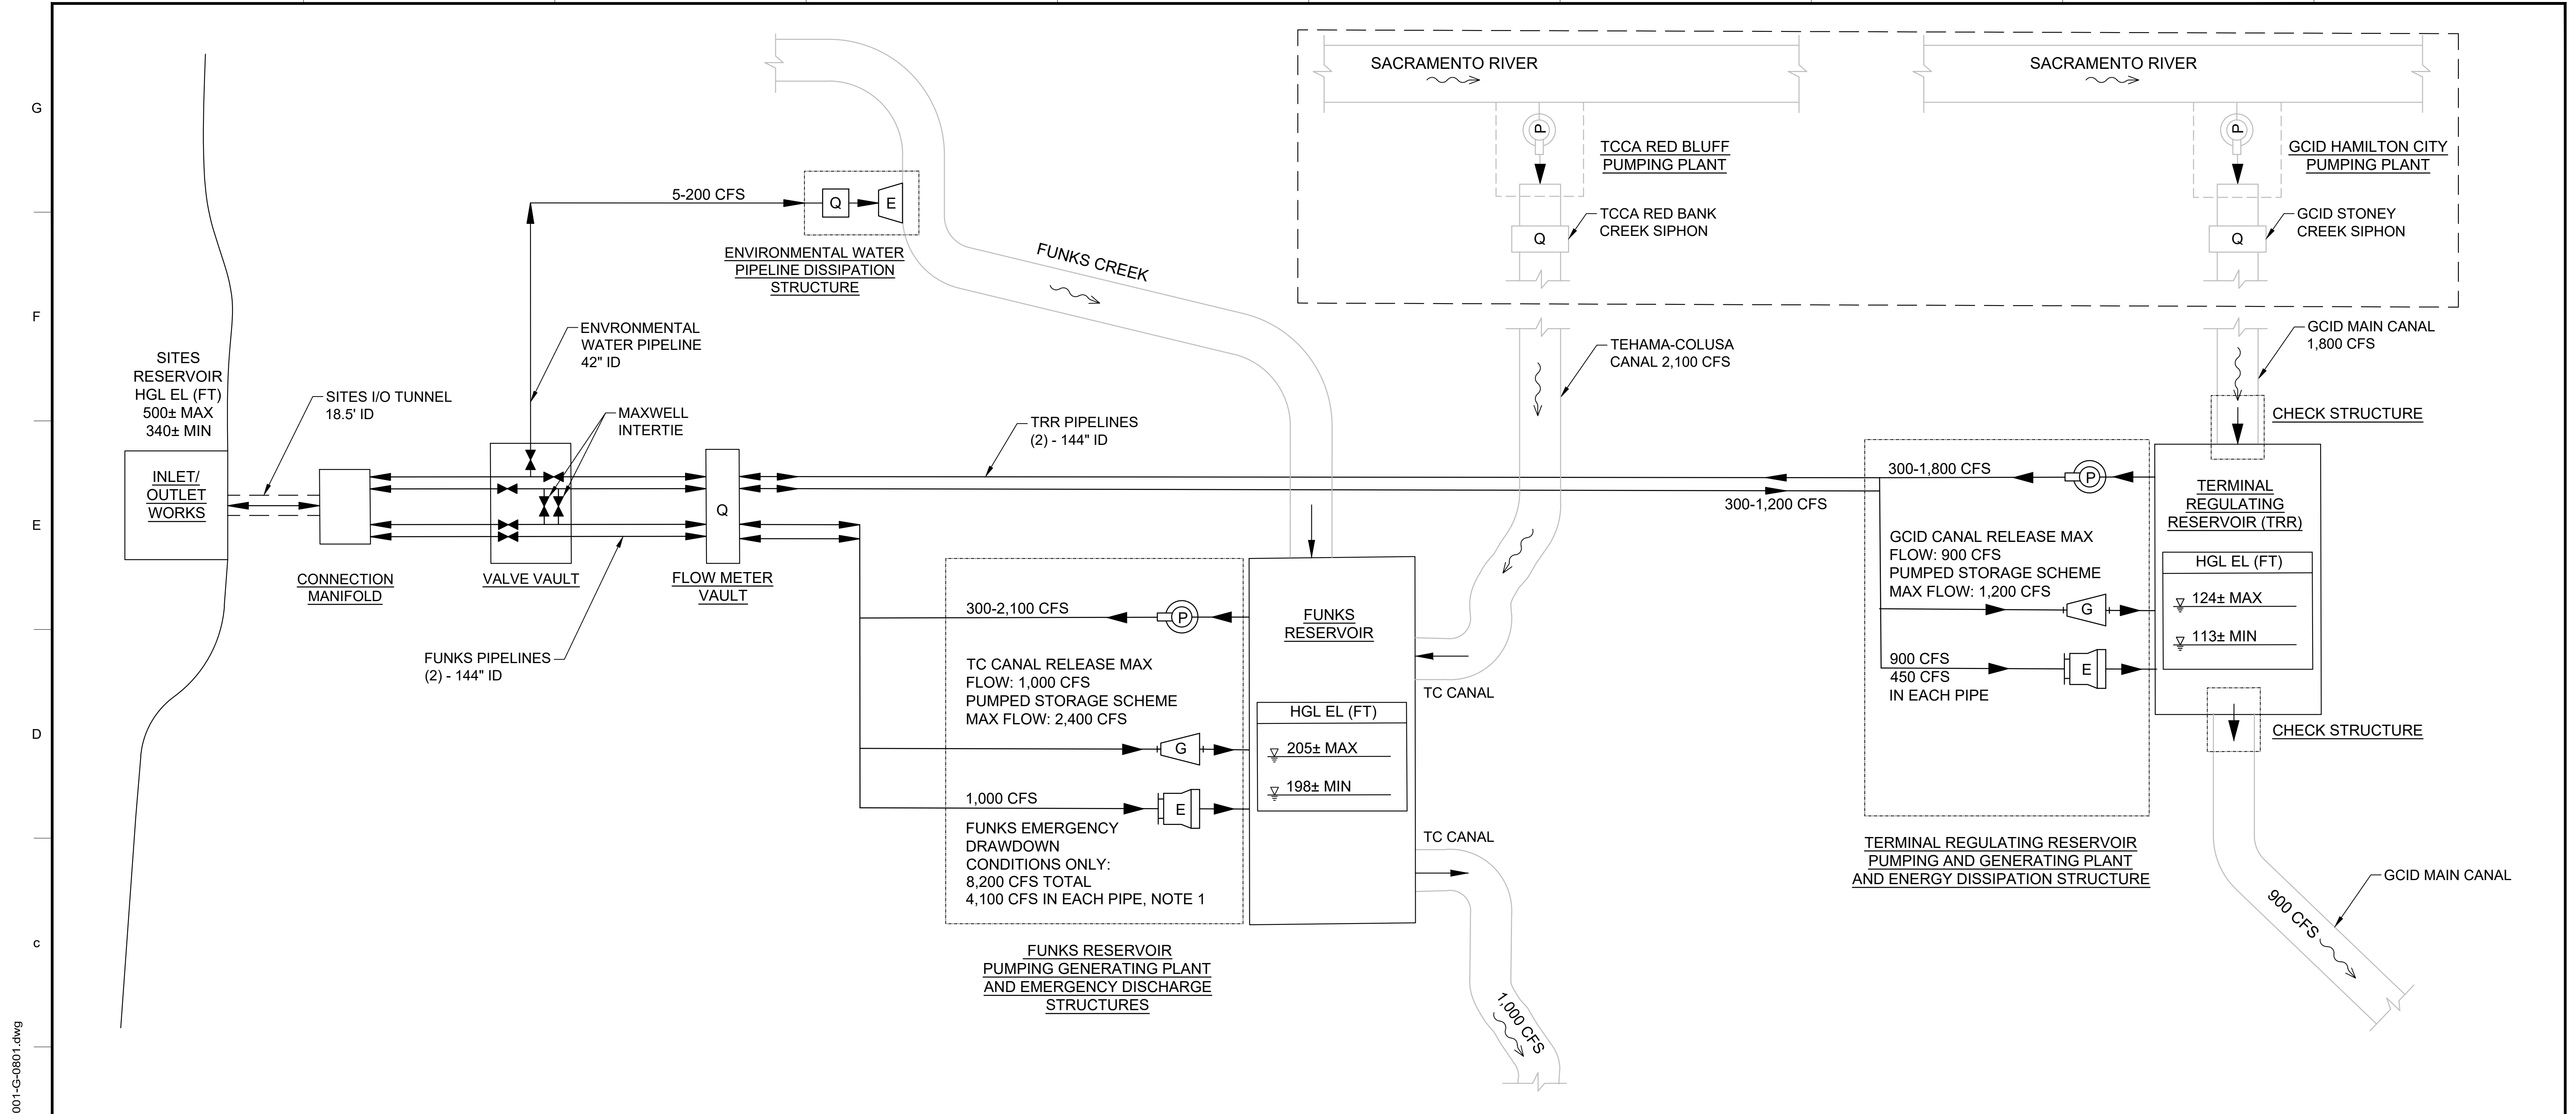 G
F
E
D
c
001-G-0801.dwg
SITES
RESERVOIR
HGL EL (FT)
500± MAX
340± MIN
INLET/
OUTLET
WORKS
SITES I/O TUNNEL
18.5' ID
CONNECTION
MANIFOLD
ENVRONMENTAL
WATER PIPELINE
42" ID
MAXWELL
INTERTIE
VALVE VAULT
FUNKS PIPELINES
(2) - 144" ID
5-200 CFS
Q
E
ENVIRONMENTAL WATER
PIPELINE DISSIPATION
STRUCTURE
Q
FLOW METER
VAULT
FUNKS CREEK
TRR PIPELINES
(2) - 144" ID
300-2,100 CFS
P
TC CANAL RELEASE MAX
FLOW: 1,000 CFS
PUMPED STORAGE SCHEME
MAX FLOW: 2,400 CFS
G
1,000 CFS
E
FUNKS EMERGENCY
DRAWDOWN
CONDITIONS ONLY:
8,200 CFS TOTAL
4,100 CFS IN EACH PIPE, NOTE 1
FUNKS RESERVOIR
PUMPING GENERATING PLANT
AND EMERGENCY DISCHARGE
STRUCTURES
FUNKS
RESERVOIR
HGL EL (FT)
205± MAX
198± MIN
TC CANAL
TC CANAL
1,000 CFS
SACRAMENTO RIVER
P
TCCA RED BLUFF
PUMPING PLANT
TCCA RED BANK
CREEK SIPHON
Q
TEHAMA-COLUSA
CANAL 2,100 CFS
SACRAMENTO RIVER
P
GCID HAMILTON CITY
PUMPING PLANT
GCID STONEY
CREEK SIPHON
Q
GCID MAIN CANAL
1,800 CFS
CHECK STRUCTURE
300-1,800 CFS
P
300-1,200 CFS
GCID CANAL RELEASE MAX
FLOW: 900 CFS
PUMPED STORAGE SCHEME
MAX FLOW: 1,200 CFS
G
900 CFS
450 CFS
IN EACH PIPE
E
TERMINAL
REGULATING
RESERVOIR (TRR)
HGL EL (FT)
124± MAX
113± MIN
CHECK STRUCTURE
TERMINAL REGULATING RESERVOIR
PUMPING AND GENERATING PLANT
AND ENERGY DISSIPATION STRUCTURE
GCID MAIN CANAL
900 CFS